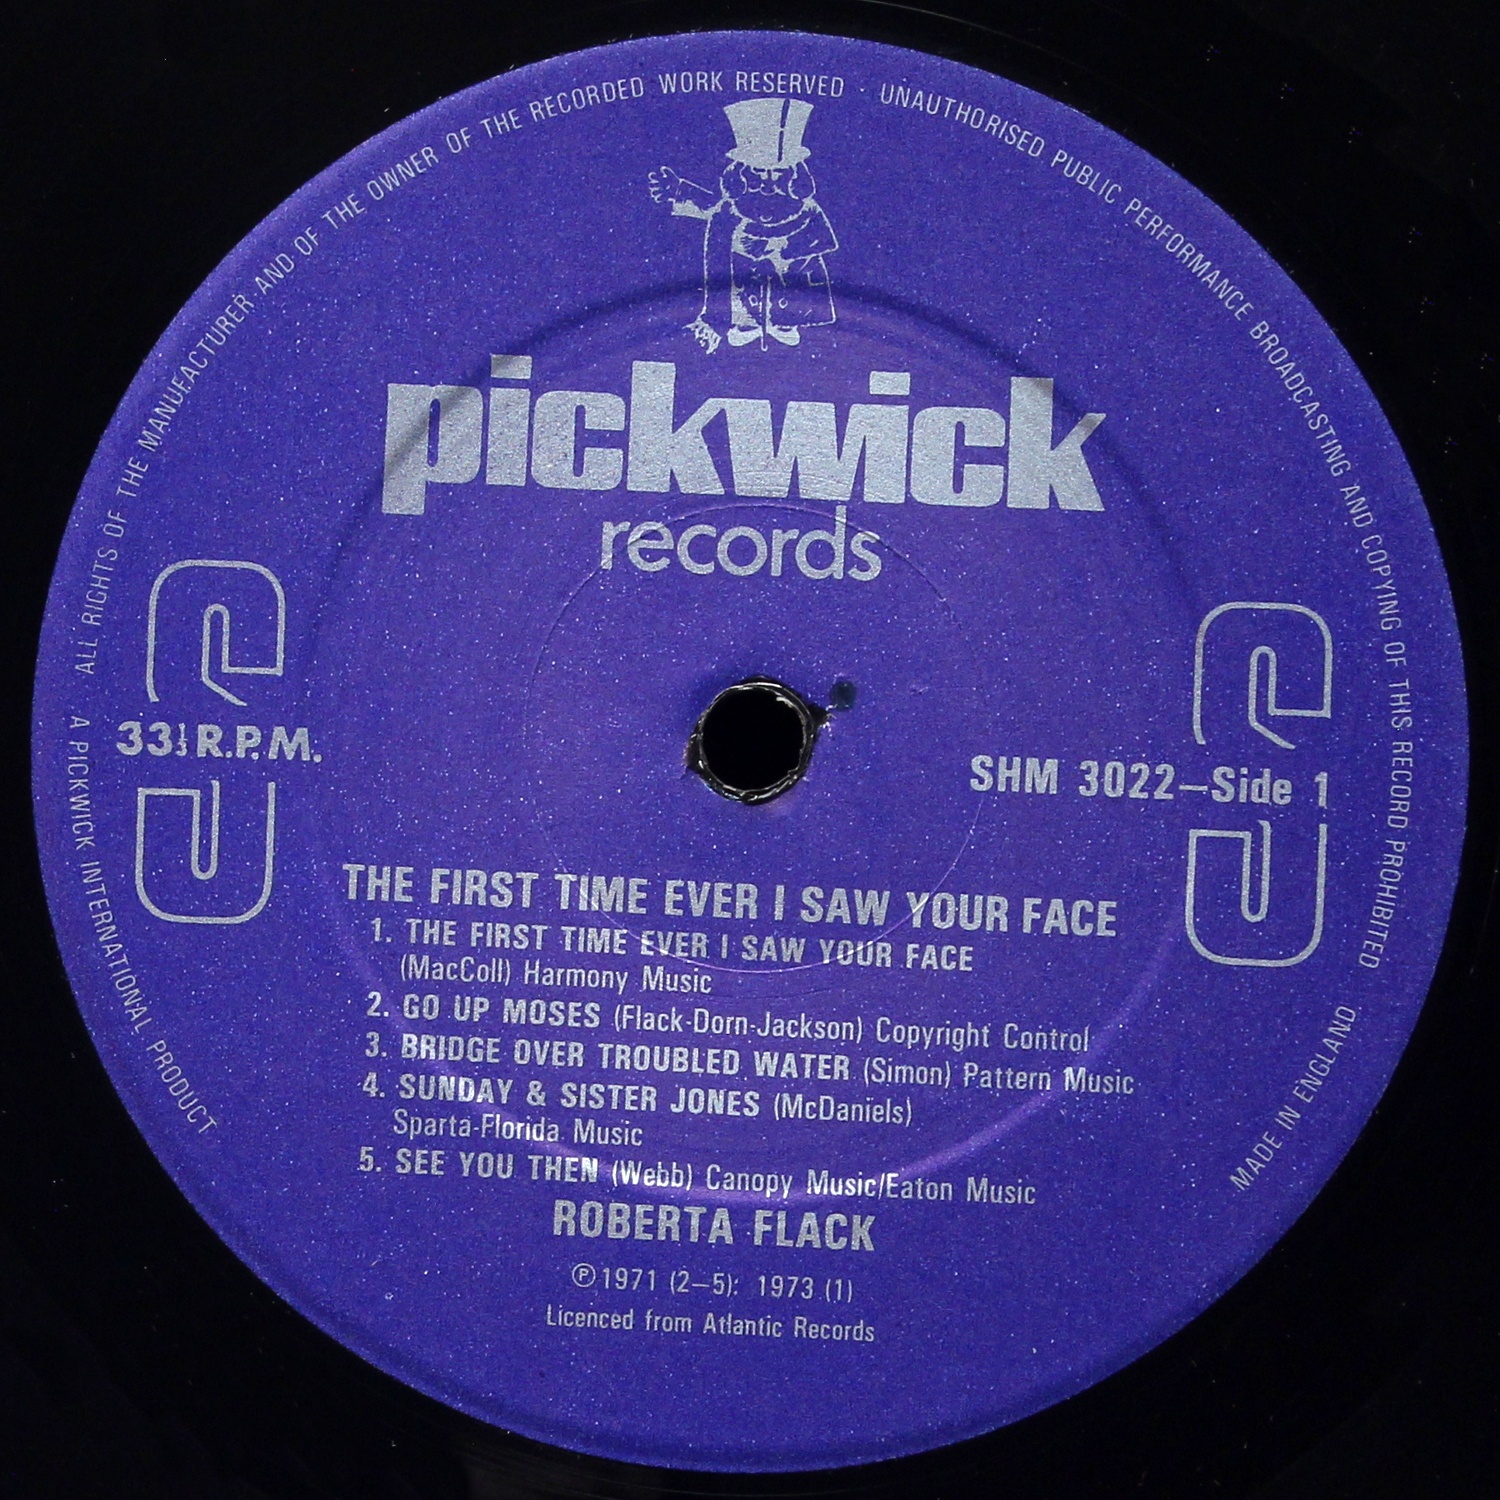 ALL RIGHTS OF THE MANUFACTURER AND OF THE OWNER OF THE RECORDED WORK RESERVED · UNAUTHORISED PUBLIC PERFORMANCE BROADCASTING AND COPYING OF THIS RECORD PROHIBITED
pickwick
records
33⅓ R.P.M.
SHM 3022–Side 1
THE FIRST TIME EVER I SAW YOUR FACE
1. THE FIRST TIME EVER I SAW YOUR FACE
(MacColl) Harmony Music
2. GO UP MOSES (Flack-Dorn-Jackson) Copyright Control
3. BRIDGE OVER TROUBLED WATER (Simon) Pattern Music
4. SUNDAY & SISTER JONES (McDaniels)
Sparta-Florida Music
5. SEE YOU THEN (Webb) Canopy Music/Eaton Music
ROBERTA FLACK
℗ 1971 (2–5): 1973 (1)
Licenced from Atlantic Records
A PICKWICK INTERNATIONAL PRODUCT
MADE IN ENGLAND